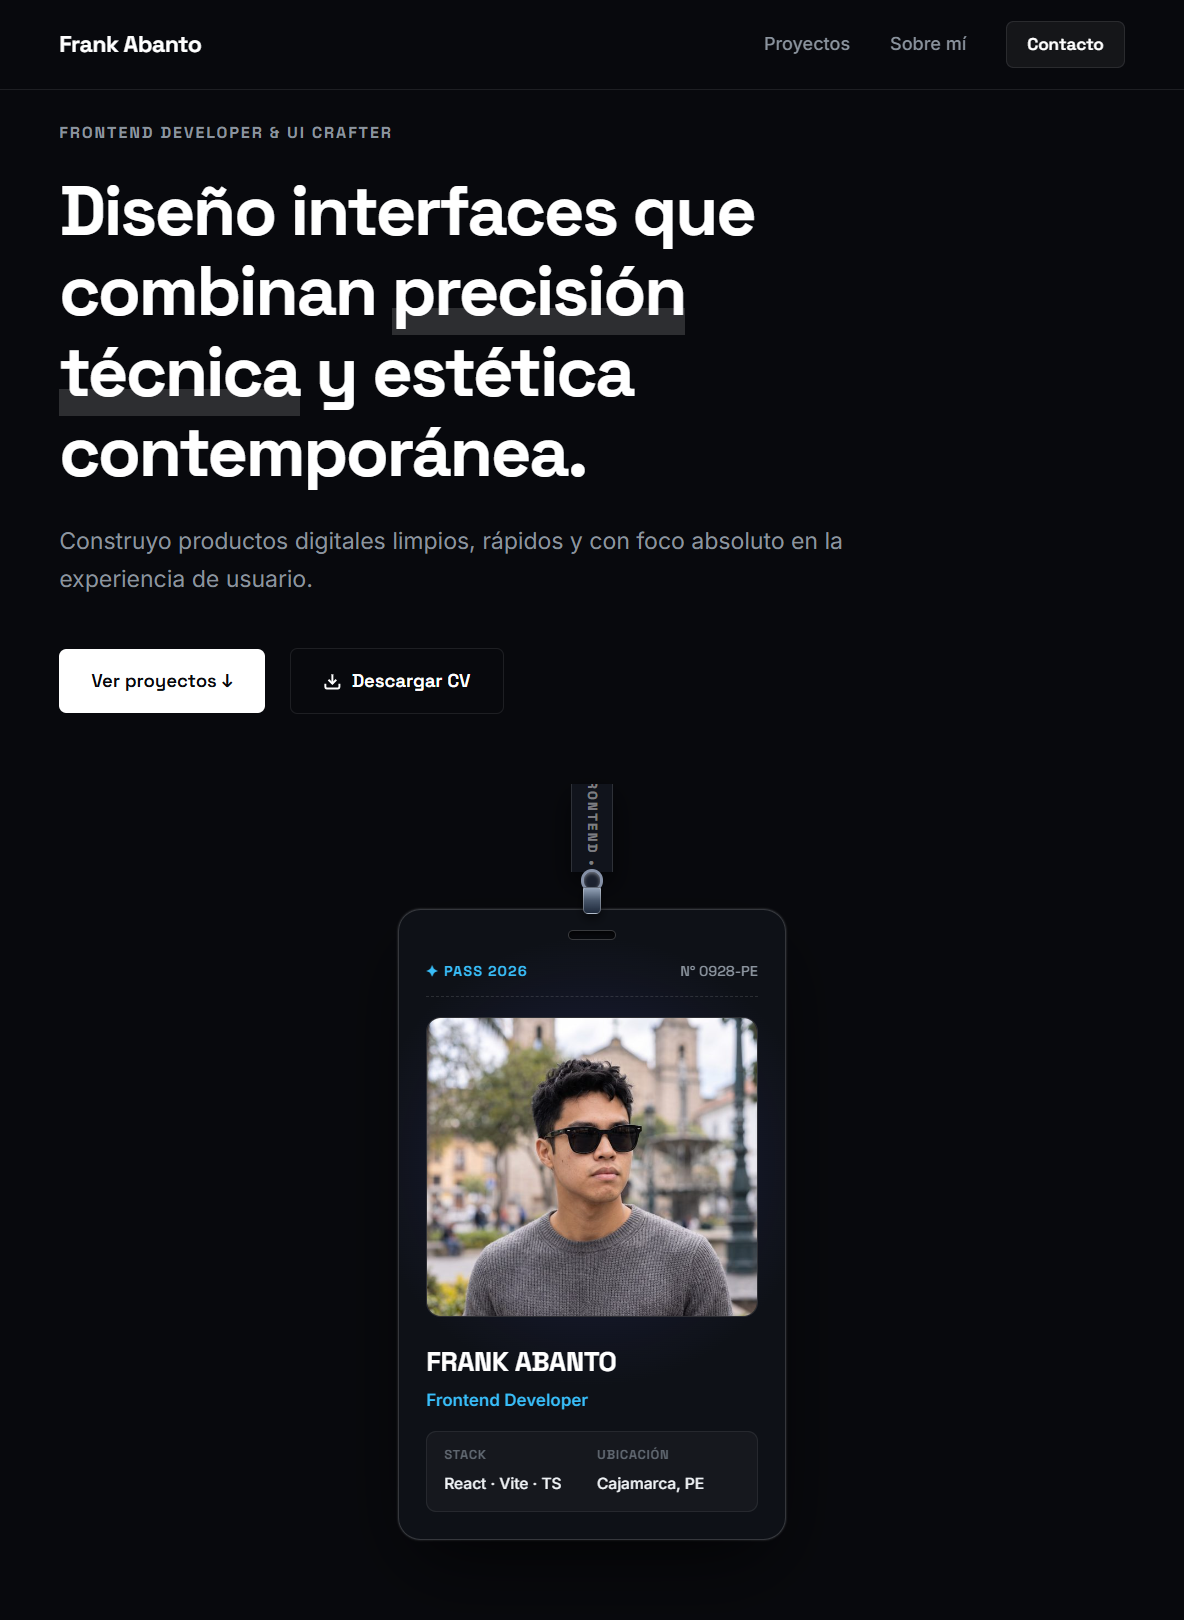 Frank Abanto
Proyectos
Sobre mí
Contacto
FRONTEND DEVELOPER & UI CRAFTER
Diseño interfaces que
combinan precisión
técnica y estética
contemporánea.
Construyo productos digitales limpios, rápidos y con foco absoluto en la
experiencia de usuario.
Ver proyectos ↓
Descargar CV
RONTEND •
✦ PASS 2026
N° 0928-PE
FRANK ABANTO
Frontend Developer
STACK
React · Vite · TS
UBICACIÓN
Cajamarca, PE